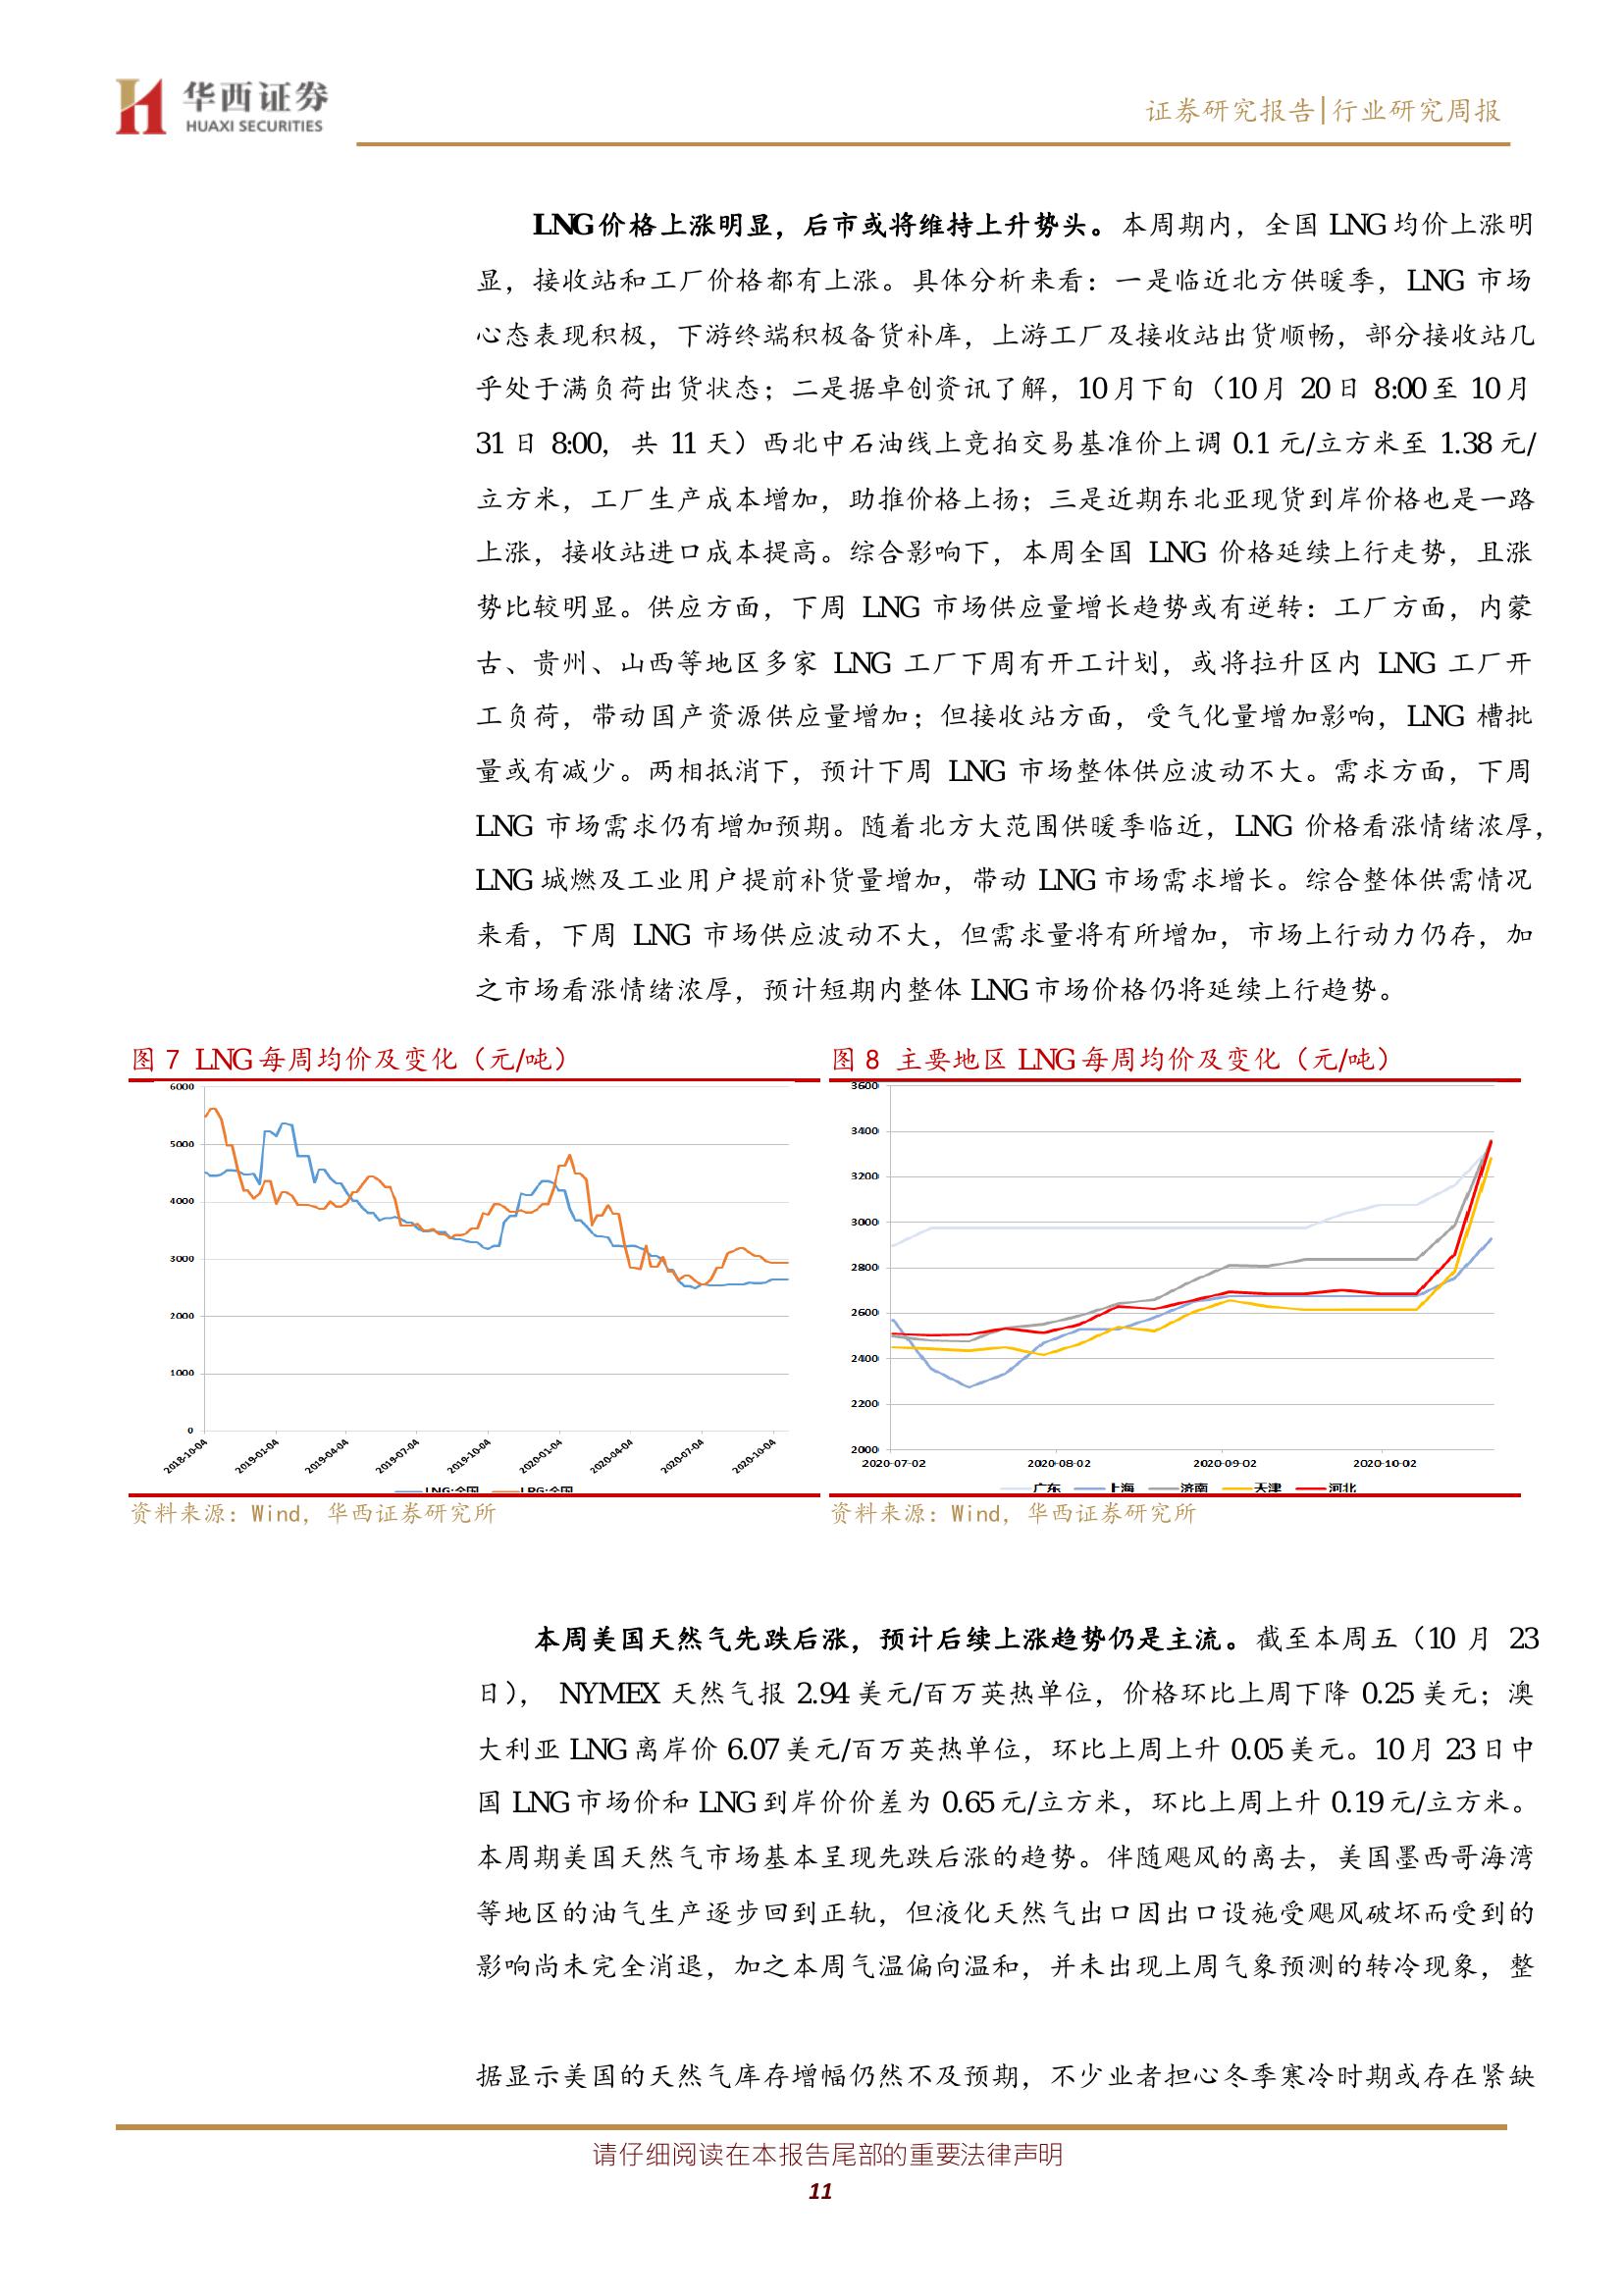 华西证券
HUAXI SECURITIES
证券研究报告|行业研究周报
LNG价格上涨明显，后市或将维持上升势头。本周期内，全国 LNG均价上涨明
显，接收站和工厂价格都有上涨。具体分析来看：一是临近北方供暖季，LNG 市场
心态表现积极，下游终端积极备货补库，上游工厂及接收站出货顺畅，部分接收站几
乎处于满负荷出货状态；二是据卓创资讯了解，10月下旬（10月 20日 8:00至 10月
31日 8:00，共 11天）西北中石油线上竞拍交易基准价上调 0.1元/立方米至 1.38元/
立方米，工厂生产成本增加，助推价格上扬；三是近期东北亚现货到岸价格也是一路
上涨，接收站进口成本提高。综合影响下，本周全国 LNG 价格延续上行走势，且涨
势比较明显。供应方面，下周 LNG 市场供应量增长趋势或有逆转：工厂方面，内蒙
古、贵州、山西等地区多家 LNG 工厂下周有开工计划，或将拉升区内 LNG 工厂开
工负荷，带动国产资源供应量增加；但接收站方面，受气化量增加影响，LNG 槽批
量或有减少。两相抵消下，预计下周 LNG 市场整体供应波动不大。需求方面，下周
LNG 市场需求仍有增加预期。随着北方大范围供暖季临近，LNG 价格看涨情绪浓厚，
LNG城燃及工业用户提前补货量增加，带动 LNG市场需求增长。综合整体供需情况
来看，下周 LNG 市场供应波动不大，但需求量将有所增加，市场上行动力仍存，加
之市场看涨情绪浓厚，预计短期内整体LNG市场价格仍将延续上行趋势。
图 7 LNG每周均价及变化（元/吨）
6000
5000
4000
3000
2000
1000
0
2018-10-04 2019-01-04 2019-04-04 2019-07-04 2019-10-04 2020-01-04 2020-04-04 2020-07-04 2020-10-04
LNG:全国 LPG:全国
资料来源：Wind，华西证券研究所
图 8 主要地区LNG每周均价及变化（元/吨）
3600
3400
3200
3000
2800
2600
2400
2200
2000
2020-07-02 2020-08-02 2020-09-02 2020-10-02
广东 上海 济南 天津 河北
资料来源：Wind，华西证券研究所
本周美国天然气先跌后涨，预计后续上涨趋势仍是主流。截至本周五（10 月 23
日）， NYMEX 天然气报 2.94美元/百万英热单位，价格环比上周下降 0.25美元；澳
大利亚 LNG离岸价 6.07美元/百万英热单位，环比上周上升 0.05美元。10月 23日中
国 LNG市场价和 LNG到岸价价差为 0.65元/立方米，环比上周上升 0.19元/立方米。
本周期美国天然气市场基本呈现先跌后涨的趋势。伴随飓风的离去，美国墨西哥海湾
等地区的油气生产逐步回到正轨，但液化天然气出口因出口设施受飓风破坏而受到的
影响尚未完全消退，加之本周气温偏向温和，并未出现上周气象预测的转冷现象，整
据显示美国的天然气库存增幅仍然不及预期，不少业者担心冬季寒冷时期或存在紧缺
请仔细阅读在本报告尾部的重要法律声明
11